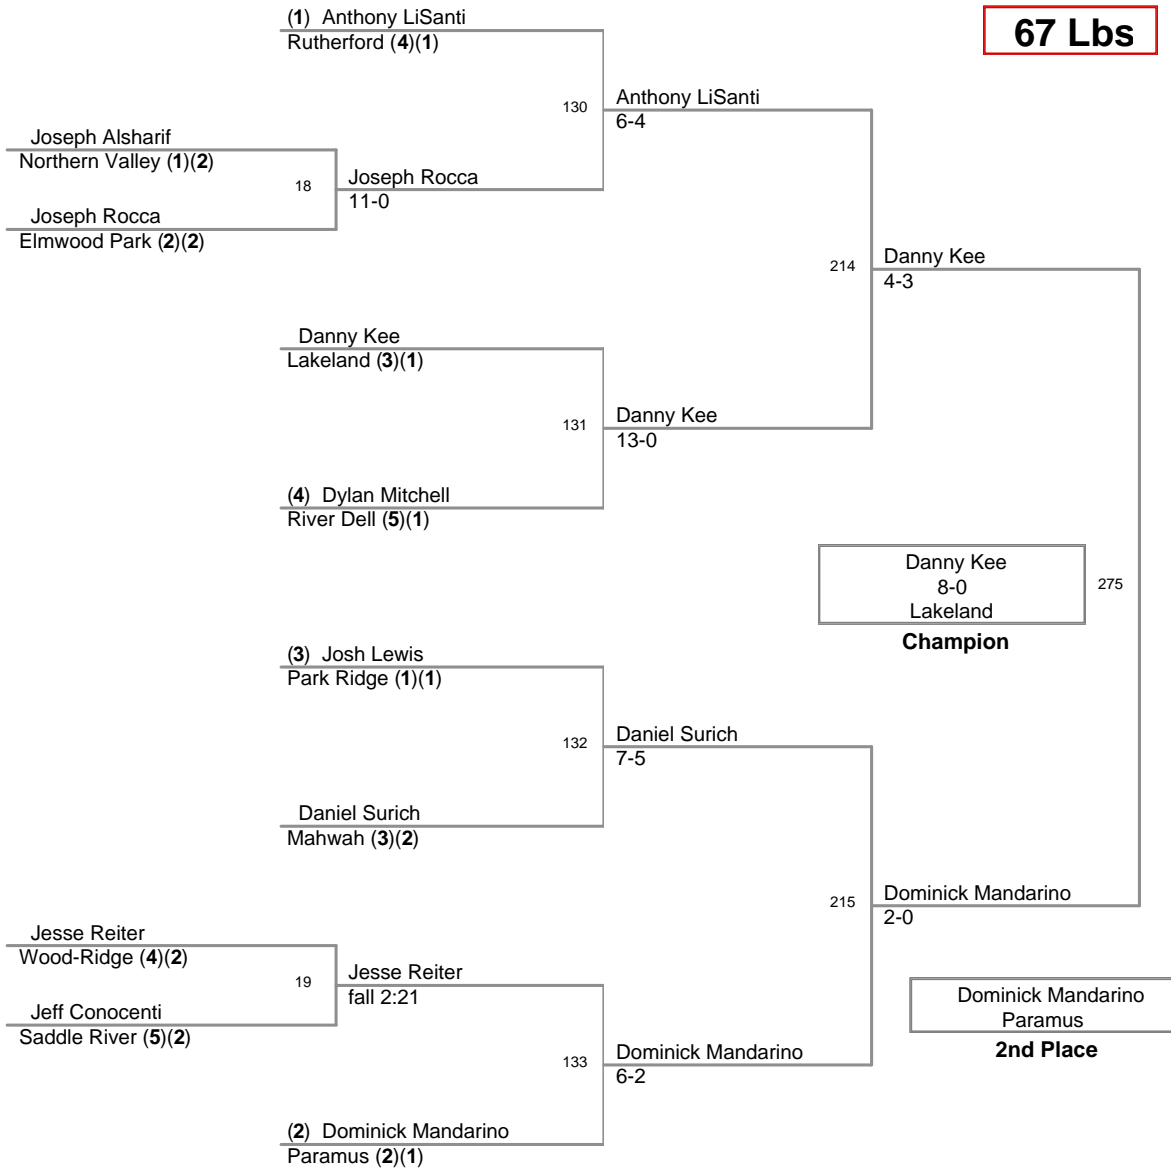 (1) Anthony LiSanti
67 Lbs
Rutherford (4)(1)
130
Anthony LiSanti
6-4
Joseph Alsharif
Northern Valley (1)(2)
18
Joseph Rocca
11-0
Joseph Rocca
Elmwood Park (2)(2)
214
Danny Kee
4-3
Danny Kee
Lakeland (3)(1)
131
Danny Kee
13-0
(4) Dylan Mitchell
River Dell (5)(1)
Danny Kee
8-0
Lakeland
275
Champion
(3) Josh Lewis
Park Ridge (1)(1)
132
Daniel Surich
7-5
Daniel Surich
Mahwah (3)(2)
215
Dominick Mandarino
2-0
Jesse Reiter
Wood-Ridge (4)(2)
19
Jesse Reiter
fall 2:21
Jeff Conocenti
Saddle River (5)(2)
Dominick Mandarino
Paramus
2nd Place
133
Dominick Mandarino
6-2
(2) Dominick Mandarino
Paramus (2)(1)